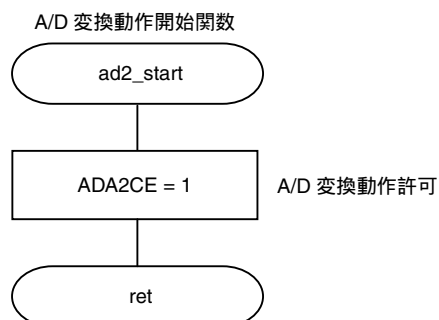 A/D 変換動作開始関数
ad2_start
ADA2CE = 1
A/D 変換動作許可
ret